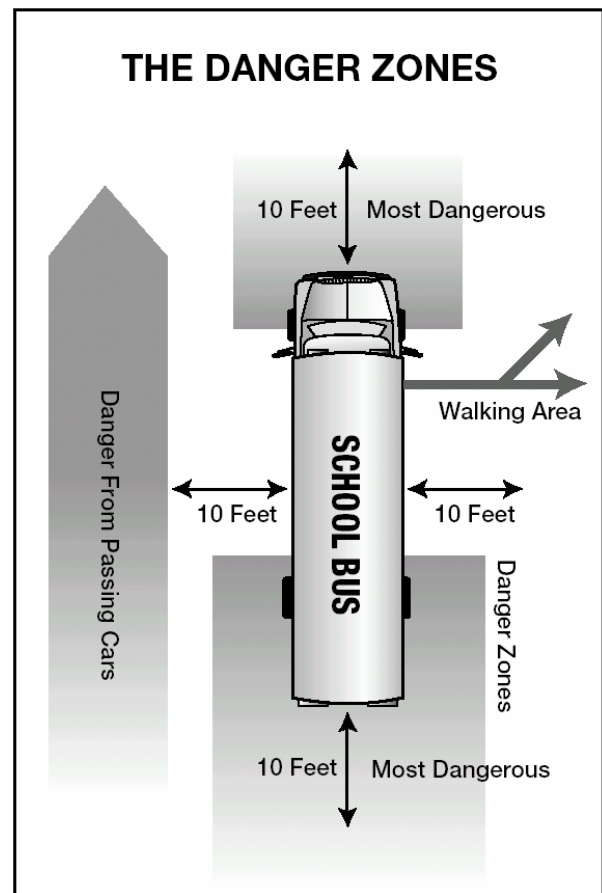 THE DANGER ZONES
10 Feet
Most Dangerous
Walking Area
Danger From Passing Cars
SCHOOL BUS
10 Feet
10 Feet
Danger Zones
10 Feet
Most Dangerous